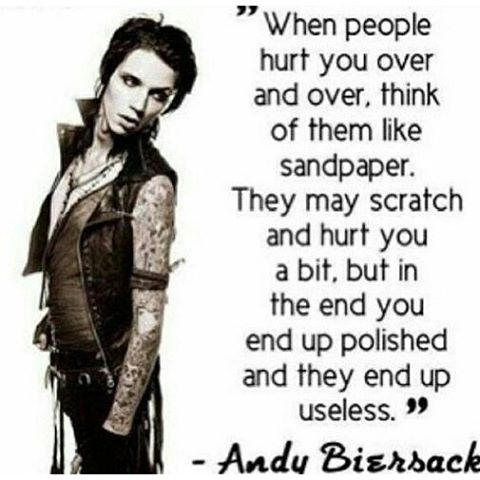 "When people
hurt you over
and over, think
of them like
sandpaper.
They may scratch
and hurt you
a bit, but in
the end you
end up polished
and they end up
useless. "
- Andy Biersack